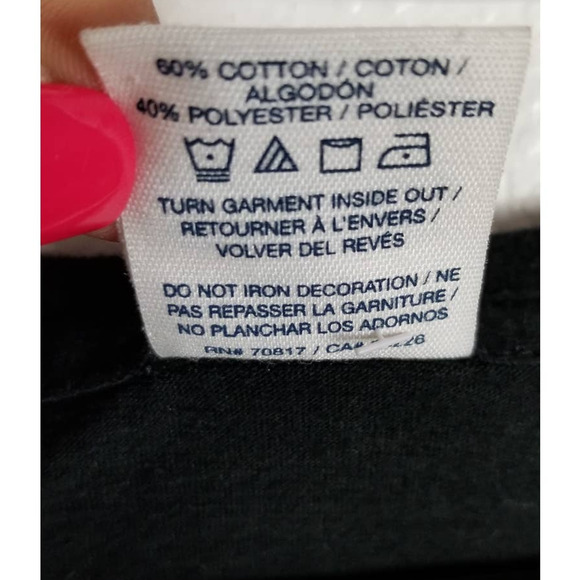 60% COTTON / COTON /
ALGODÓN
40% POLYESTER / POLIÉSTER
TURN GARMENT INSIDE OUT /
RETOURNER À L'ENVERS /
VOLVER DEL REVÉS
DO NOT IRON DECORATION / NE
PAS REPASSER LA GARNITURE /
NO PLANCHAR LOS ADORNOS
RN# 70817 / CA#